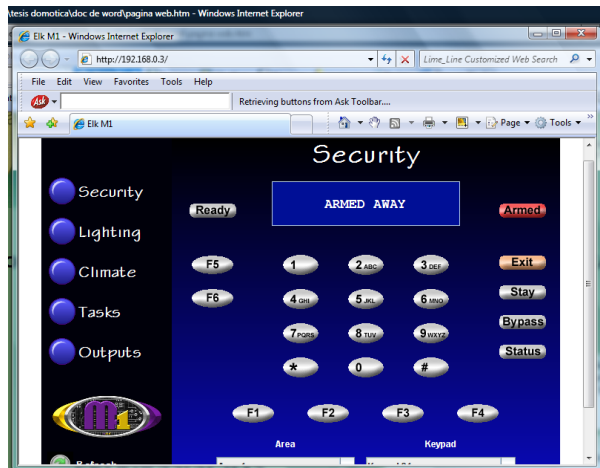 \tesis domotica\doc de word\pagina web.htm - Windows Internet Explorer
Elk M1 - Windows Internet Explorer
http://192.168.0.3/
Lime_Line Customized Web Search
File Edit View Favorites Tools Help
Ask
Retrieving buttons from Ask Toolbar....
Elk M1
Page Tools
Security
Security
Lighting
Climate
Tasks
Outputs
M1
Ready
ARMED AWAY
Armed
F5 1 2 ABC 3 DEF Exit
F6 4 GHI 5 JKL 6 MNO Stay
7 PQRS 8 TUV 9 WXYZ Bypass
Status
* 0 #
F1 F2 F3 F4
Area Keypad
Refresh